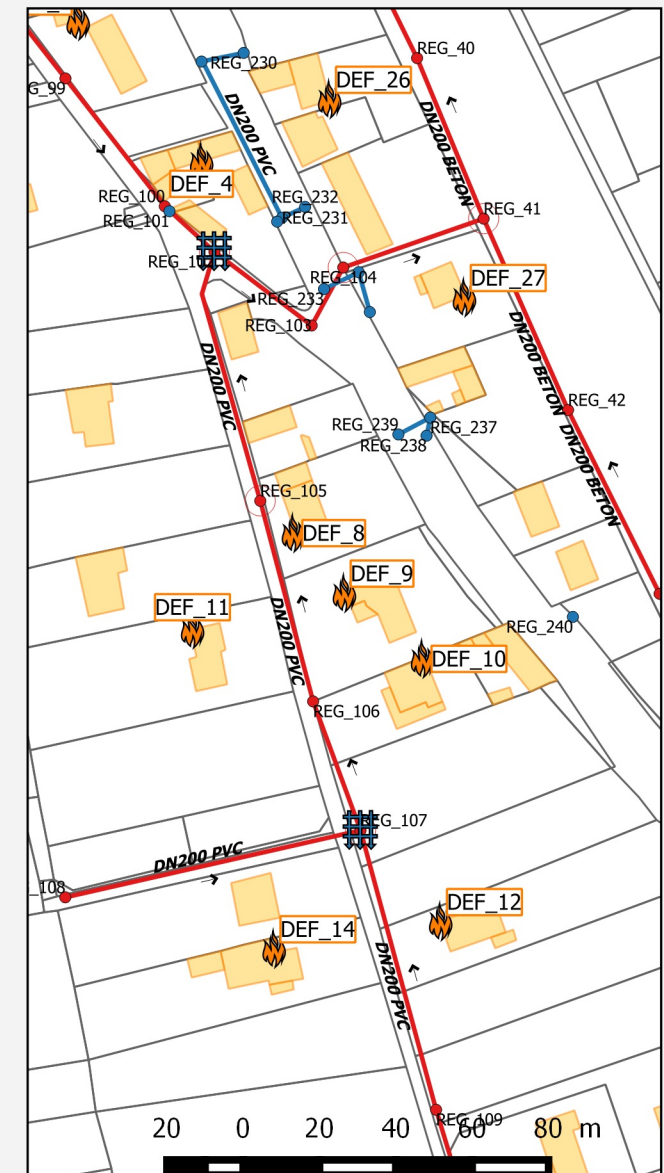 REG_40
REG_230
DEF_26
G_99
DN200 PVC
DN200 BETON
DEF_4
REG_100
REG_232
REG_101
REG_231
REG_41
REG_1
REG_104
DEF_27
REG_233
REG_103
DN200 PVC
DN200 BETON
REG_42
REG_239
REG_237
REG_238
DN200 BETON
REG_105
DEF_8
DEF_9
DEF_11
DN200 PVC
REG_240
DEF_10
REG_106
REG_107
DN200 PVC
_108
DEF_12
DEF_14
DN200 PVC
REG_109
20 0 20 40 60 80 m